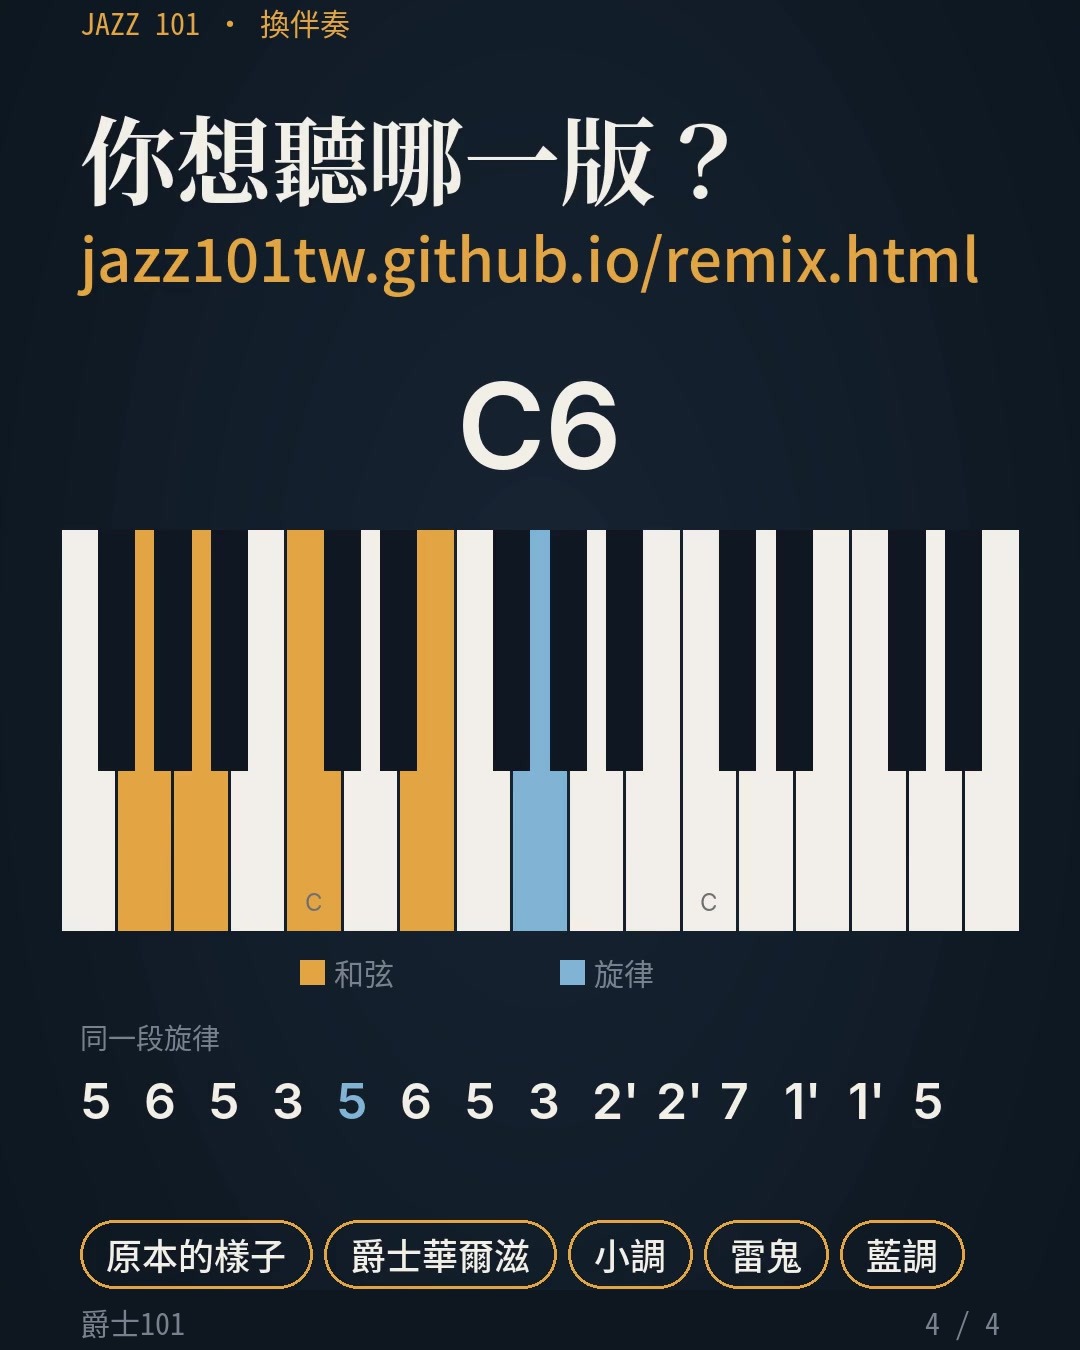 JAZZ 101 · 換伴奏
你想聽哪一版？
jazz101tw.github.io/remix.html
C6
C C
和弦 旋律
同一段旋律
5 6 5 3 5 6 5 3 2' 2' 7 1' 1' 5
原本的樣子 爵士華爾滋 小調 雷鬼 藍調
爵士101 4 / 4